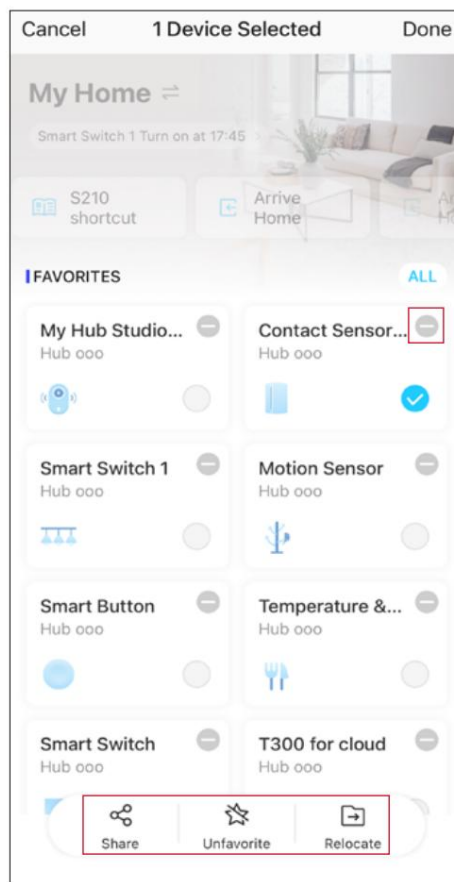 Cancel 1 Device Selected Done
My Home
Smart Switch 1 Turn on at 17:45
S210 shortcut
Arrive Home
FAVORITES ALL
My Hub Studio...
Hub ooo
Contact Sensor...
Hub ooo
Smart Switch 1
Hub ooo
Motion Sensor
Hub ooo
Smart Button
Hub ooo
Temperature &...
Hub ooo
Smart Switch
Hub ooo
T300 for cloud
Hub ooo
Share Unfavorite Relocate